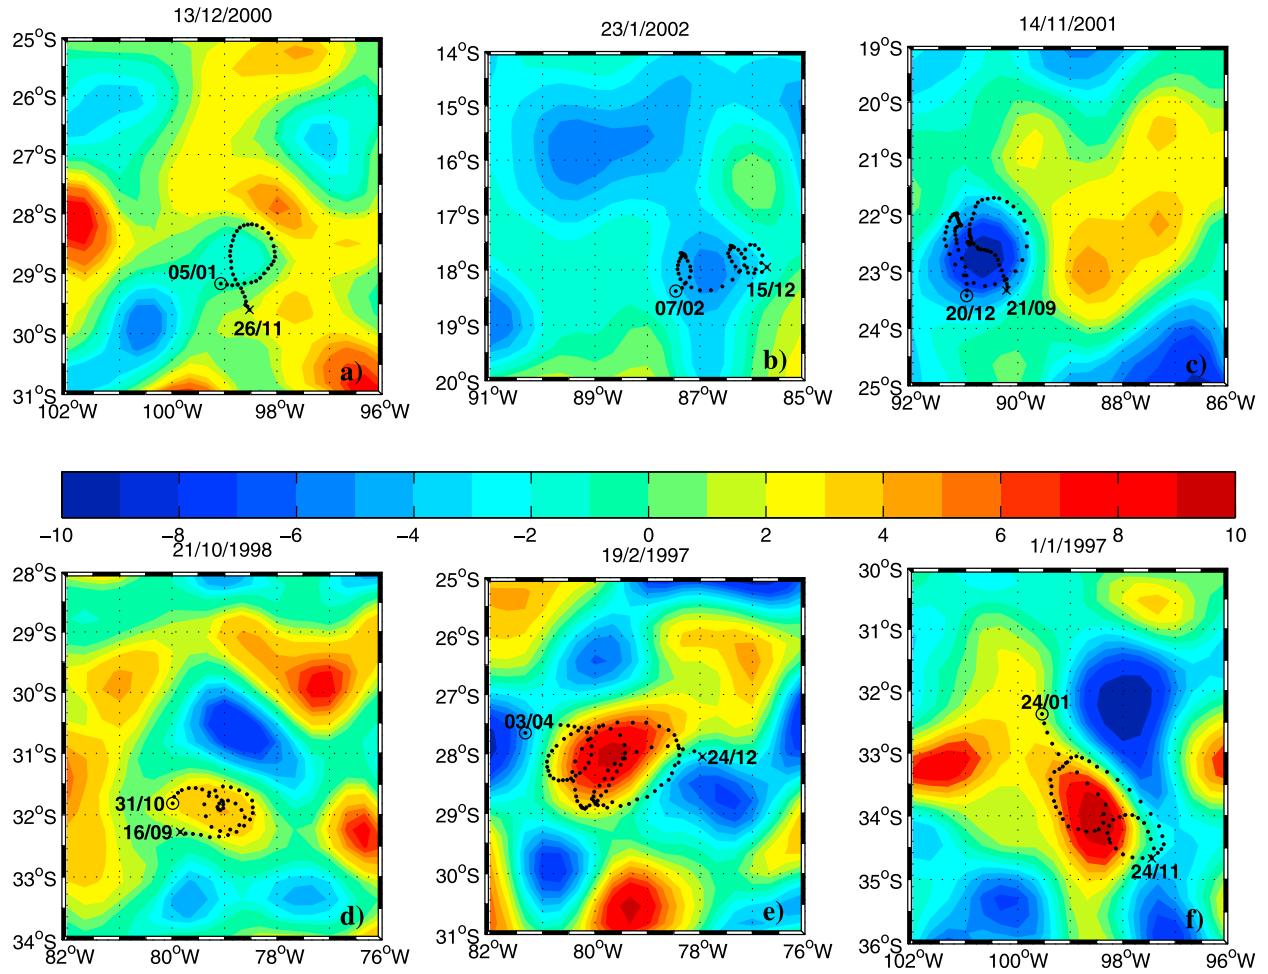 13/12/2000
23/1/2002
14/11/2001
25°S
26°S
27°S
28°S
29°S
30°S
31°S
102°W 100°W 98°W 96°W
05/01
26/11
a)
14°S
15°S
16°S
17°S
18°S
19°S
20°S
91°W 89°W 87°W 85°W
07/02
15/12
b)
19°S
20°S
21°S
22°S
23°S
24°S
25°S
92°W 90°W 88°W 86°W
20/12
21/09
c)
−10 −8 −6 −4 −2 0 2 4 6 8 10
21/10/1998
19/2/1997
1/1/1997
28°S
29°S
30°S
31°S
32°S
33°S
34°S
82°W 80°W 78°W 76°W
31/10
16/09
d)
25°S
26°S
27°S
28°S
29°S
30°S
31°S
82°W 80°W 78°W 76°W
03/04
24/12
e)
30°S
31°S
32°S
33°S
34°S
35°S
36°S
102°W 100°W 98°W 96°W
24/01
24/11
f)